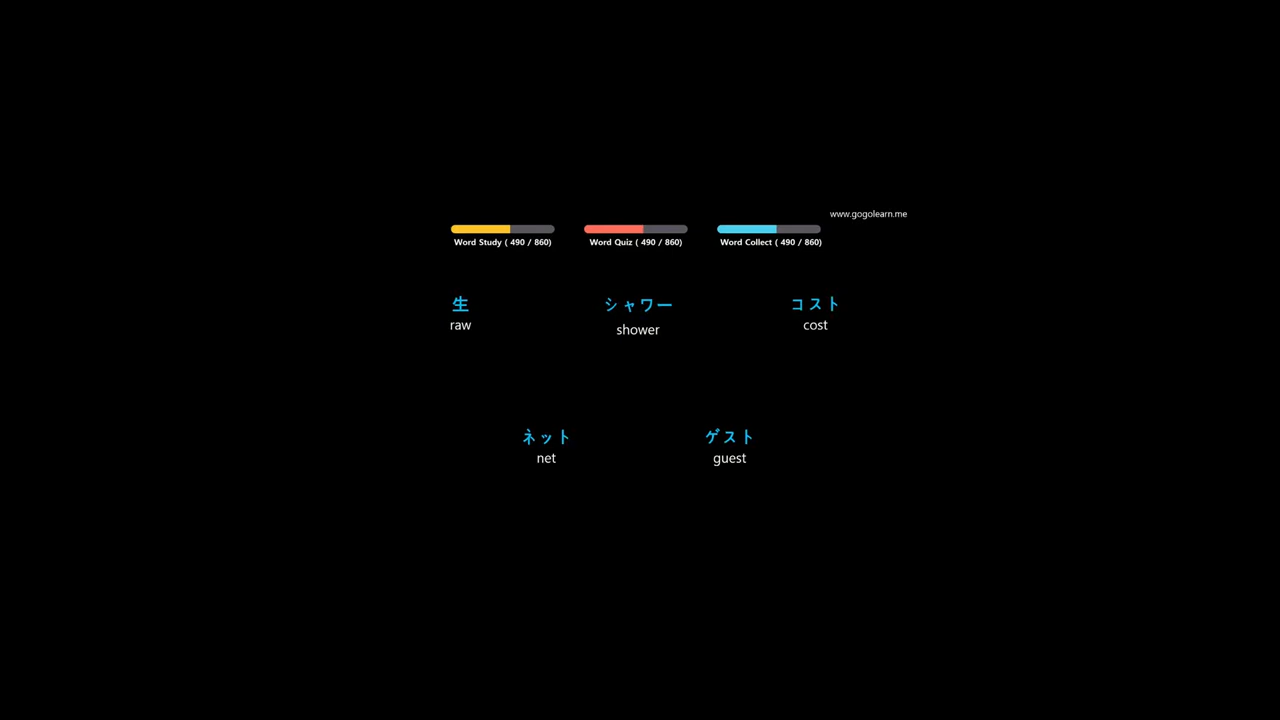 www.gogolearn.me
Word Study ( 490 / 860)
Word Quiz ( 490 / 860)
Word Collect ( 490 / 860)
生
raw
シャワー
shower
コスト
cost
ネット
net
ゲスト
guest